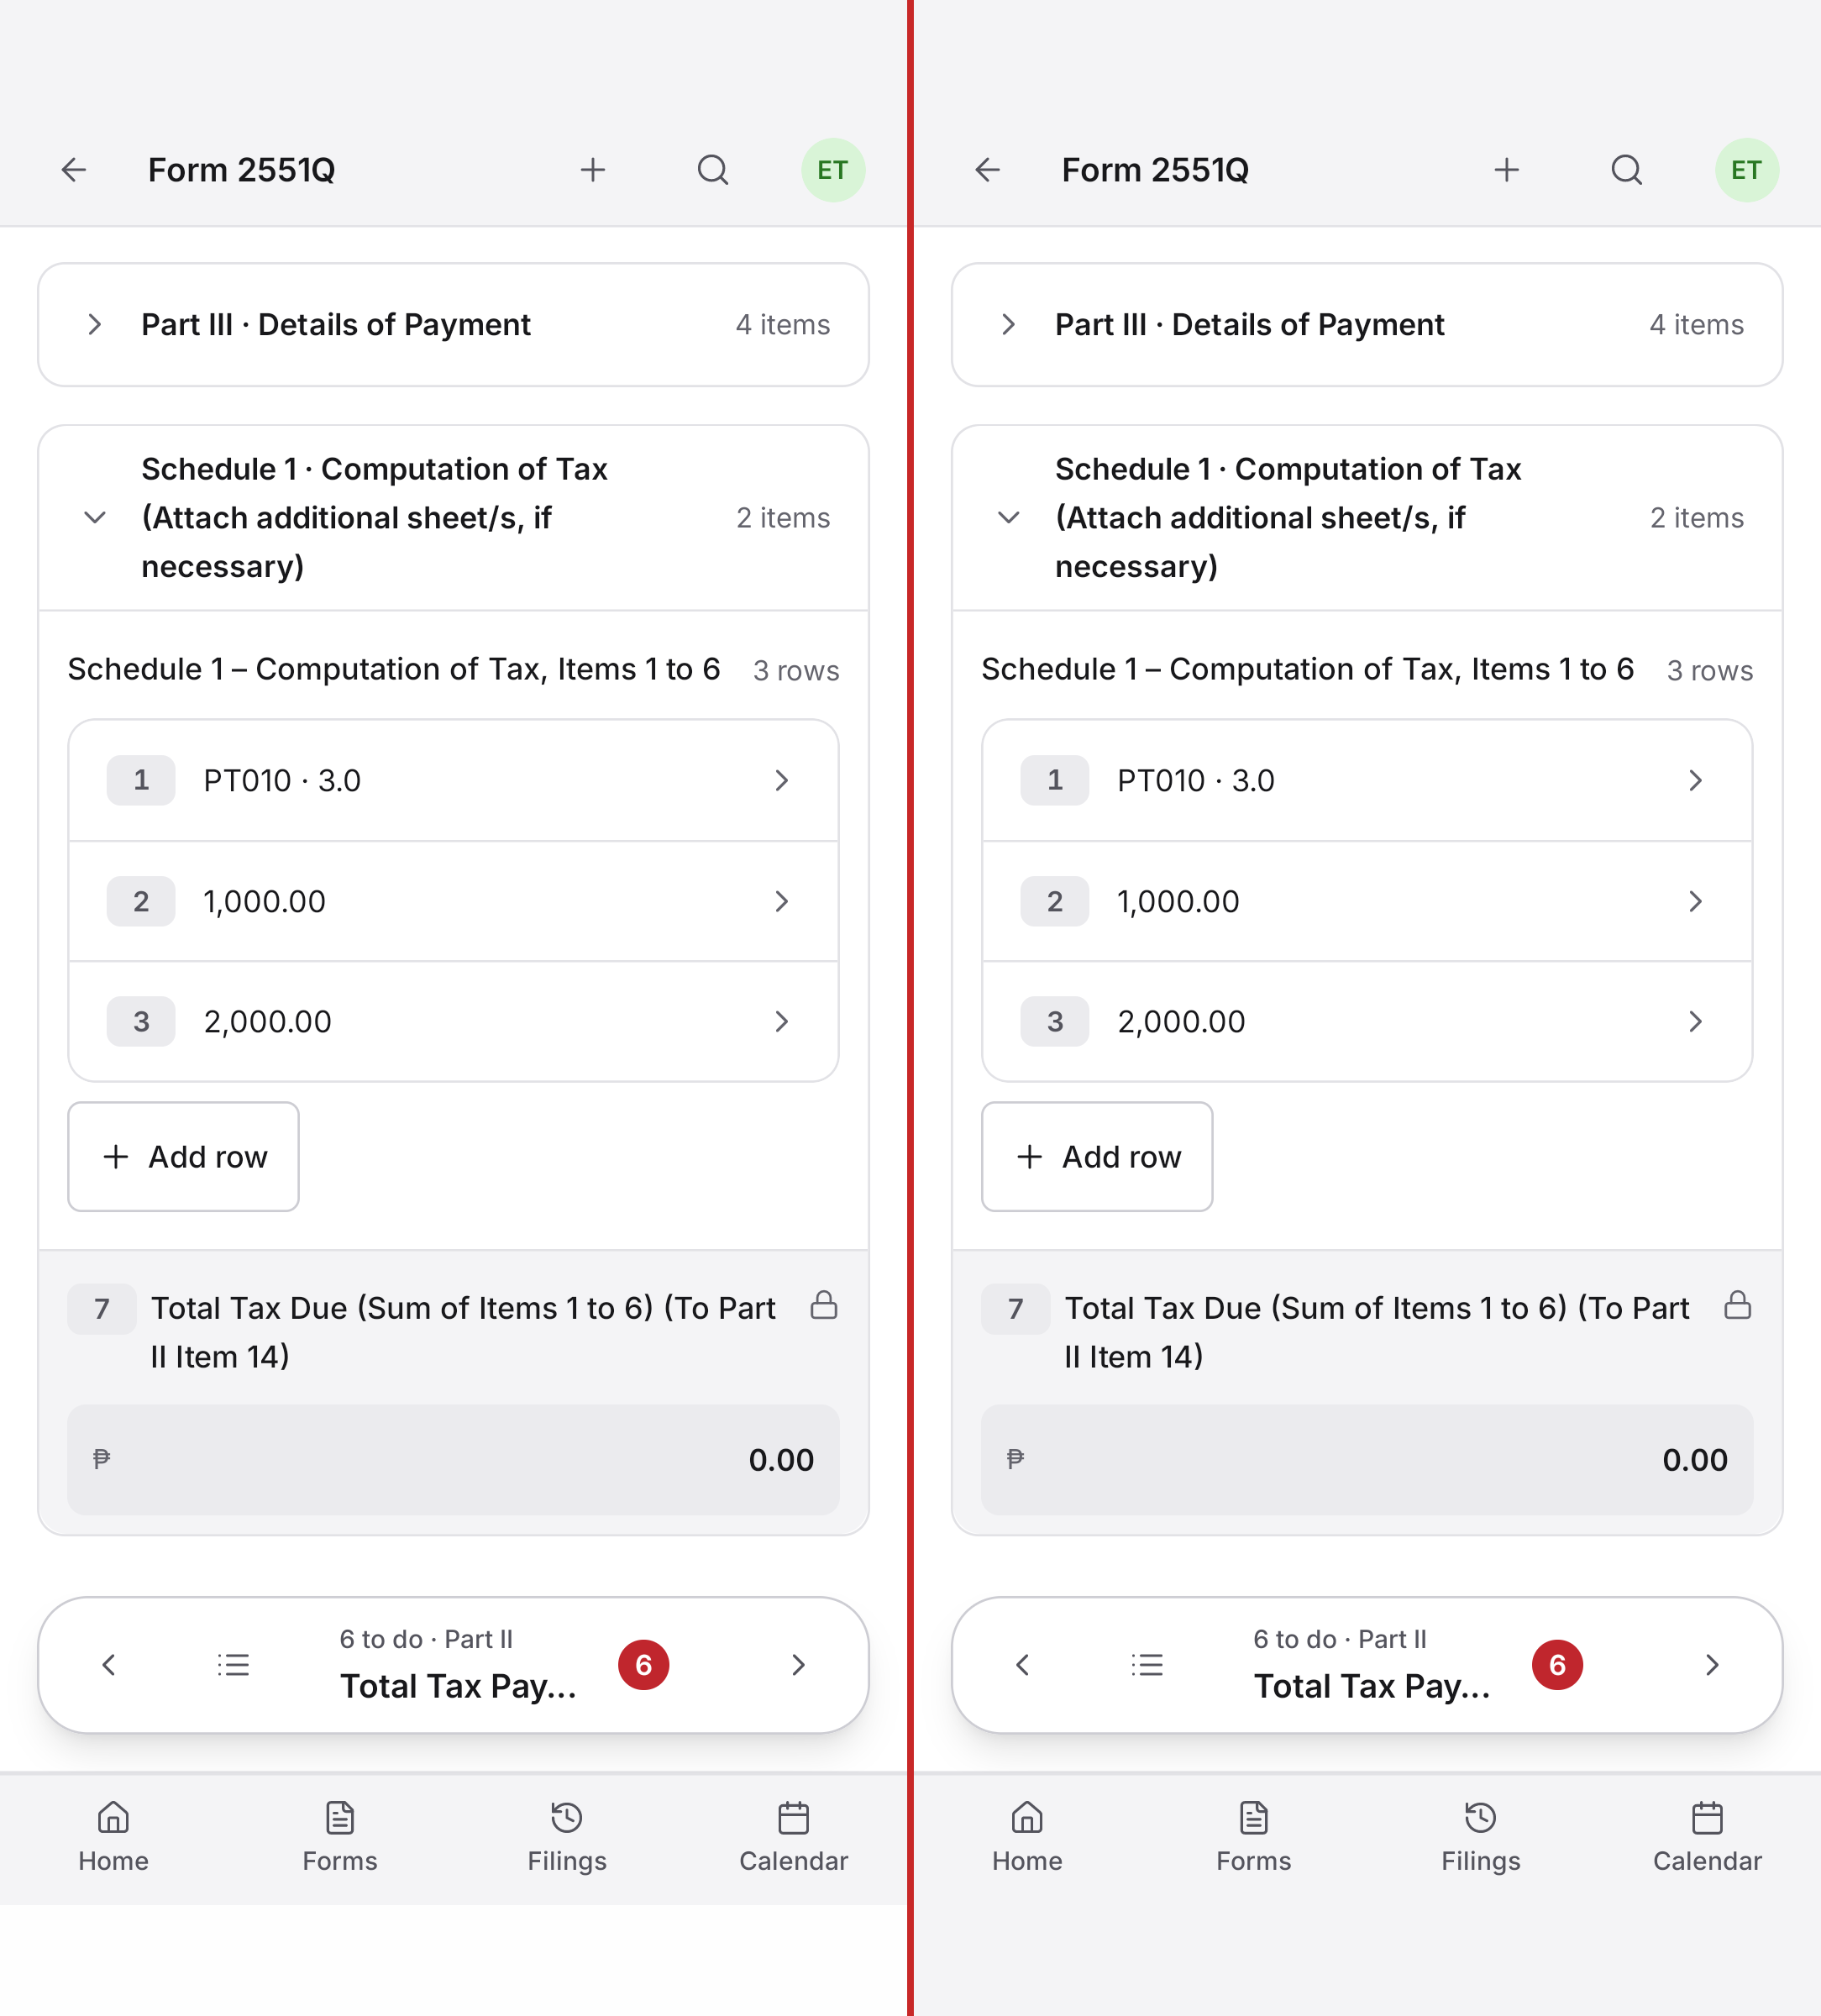 Form 2551Q
ET
Part III · Details of Payment
4 items
Schedule 1 · Computation of Tax
(Attach additional sheet/s, if
necessary)
2 items
Schedule 1 – Computation of Tax, Items 1 to 6
3 rows
1 PT010 · 3.0
2 1,000.00
3 2,000.00
+ Add row
7 Total Tax Due (Sum of Items 1 to 6) (To Part
II Item 14)
₱ 0.00
6 to do · Part II
Total Tax Pay...
6
Home
Forms
Filings
Calendar
Form 2551Q
ET
Part III · Details of Payment
4 items
Schedule 1 · Computation of Tax
(Attach additional sheet/s, if
necessary)
2 items
Schedule 1 – Computation of Tax, Items 1 to 6
3 rows
1 PT010 · 3.0
2 1,000.00
3 2,000.00
+ Add row
7 Total Tax Due (Sum of Items 1 to 6) (To Part
II Item 14)
₱ 0.00
6 to do · Part II
Total Tax Pay...
6
Home
Forms
Filings
Calendar